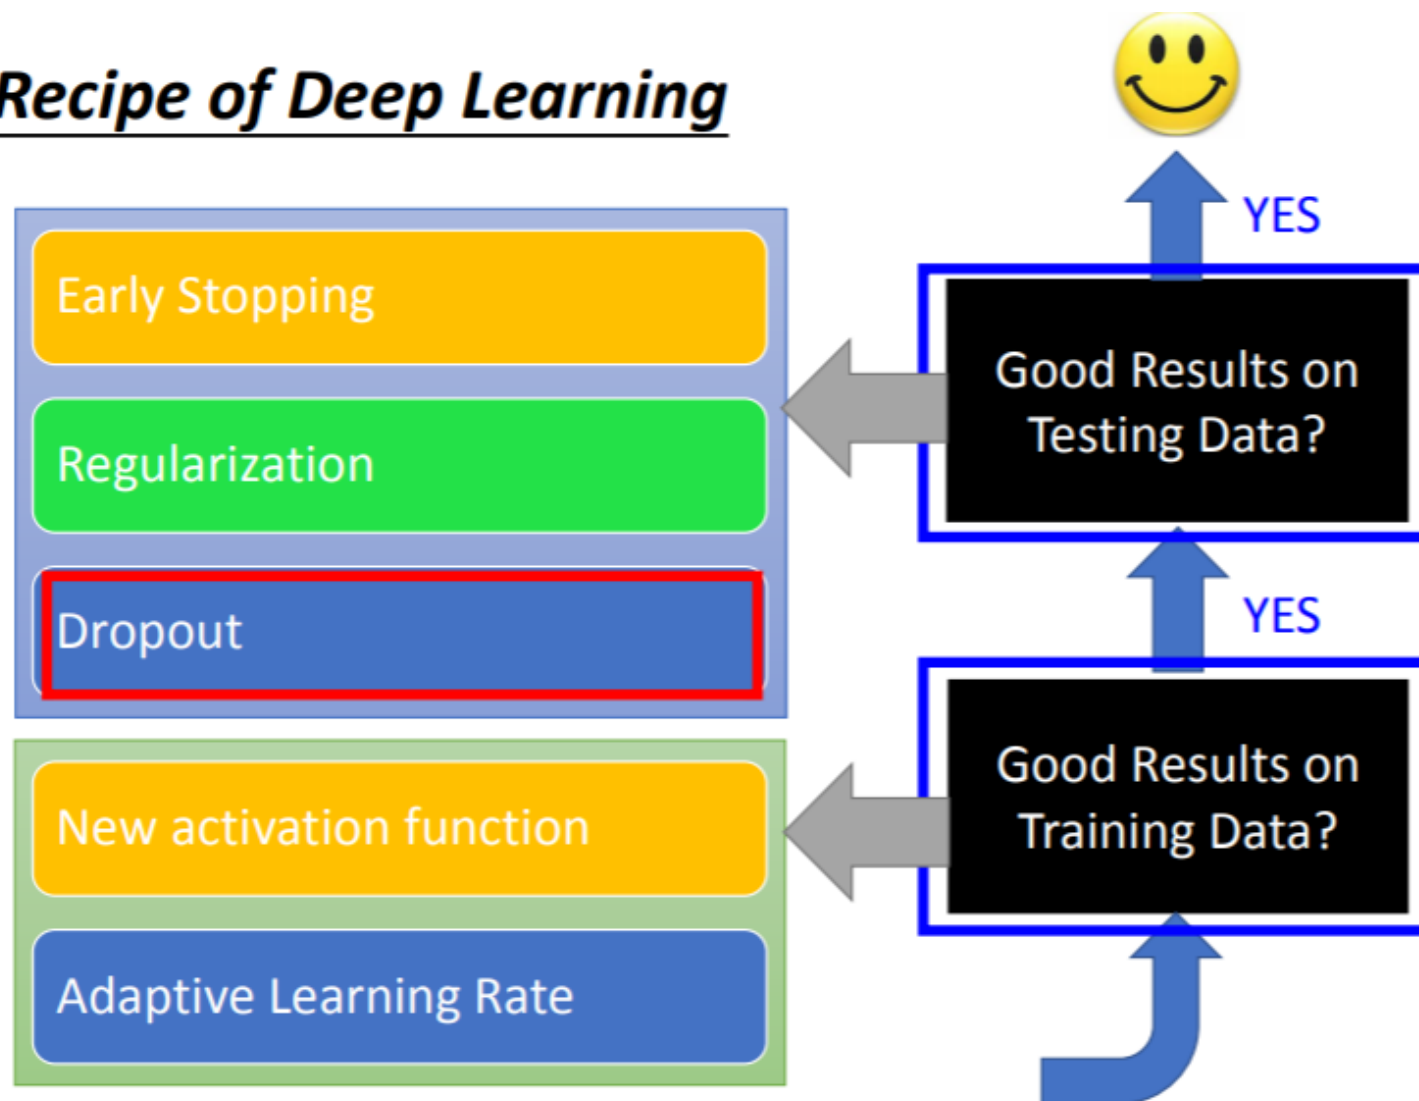 Recipe of Deep Learning
YES
Early Stopping
Good Results on
Testing Data?
Regularization
YES
Dropout
Good Results on
Training Data?
New activation function
Adaptive Learning Rate